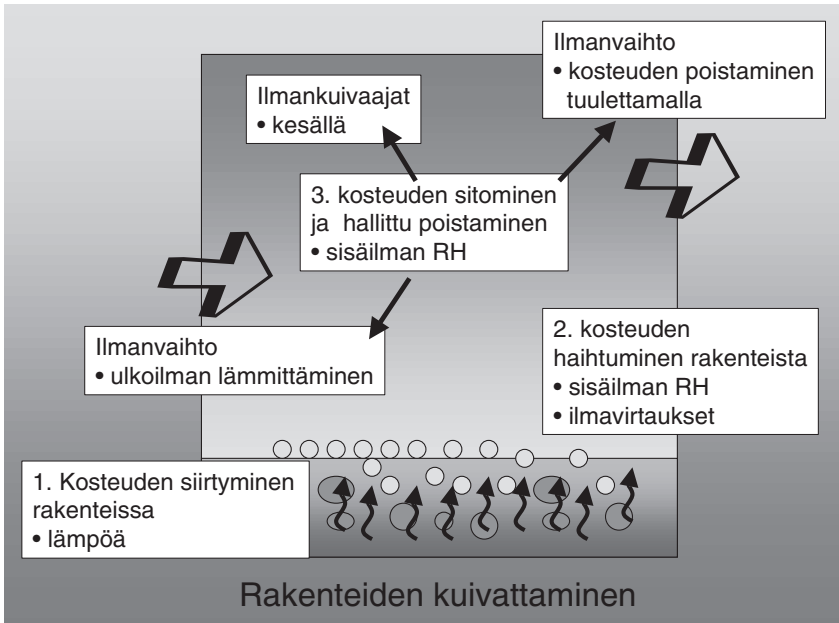 Ilmanvaihto
• kosteuden poistaminen
tuulettamalla
Ilmankuivaajat
• kesällä
3. kosteuden sitominen
ja hallittu poistaminen
• sisäilman RH
Ilmanvaihto
• ulkoilman lämmittäminen
2. kosteuden
haihtuminen rakenteista
• sisäilman RH
• ilmavirtaukset
1. Kosteuden siirtyminen
rakenteissa
• lämpöä
Rakenteiden kuivattaminen